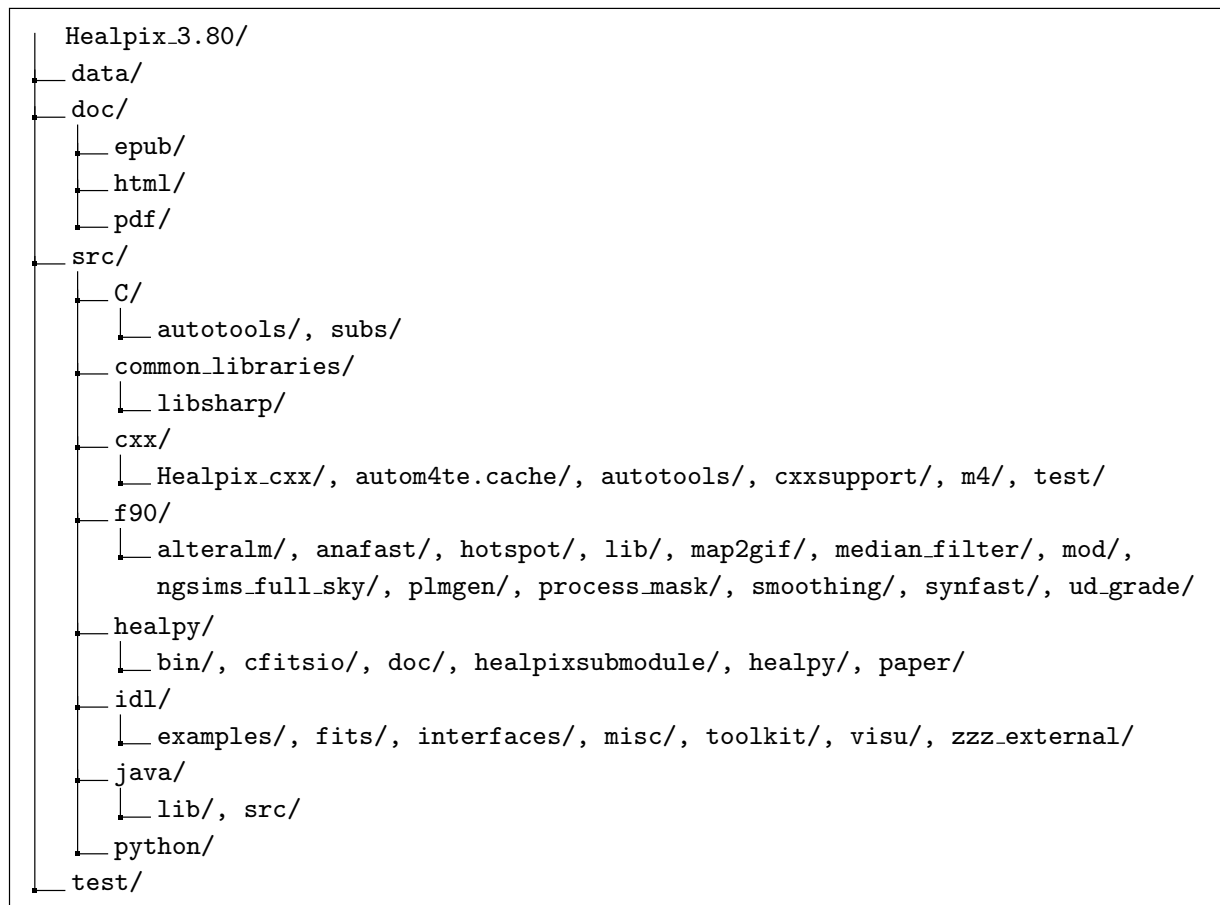 Healpix_3.80/
data/
doc/
epub/
html/
pdf/
src/
C/
autotools/, subs/
common_libraries/
libsharp/
cxx/
Healpix_cxx/, autom4te.cache/, autotools/, cxxsupport/, m4/, test/
f90/
alteralm/, anafast/, hotspot/, lib/, map2gif/, median_filter/, mod/,
ngsims_full_sky/, plmgen/, process_mask/, smoothing/, synfast/, ud_grade/
healpy/
bin/, cfitsio/, doc/, healpixsubmodule/, healpy/, paper/
idl/
examples/, fits/, interfaces/, misc/, toolkit/, visu/, zzz_external/
java/
lib/, src/
python/
test/